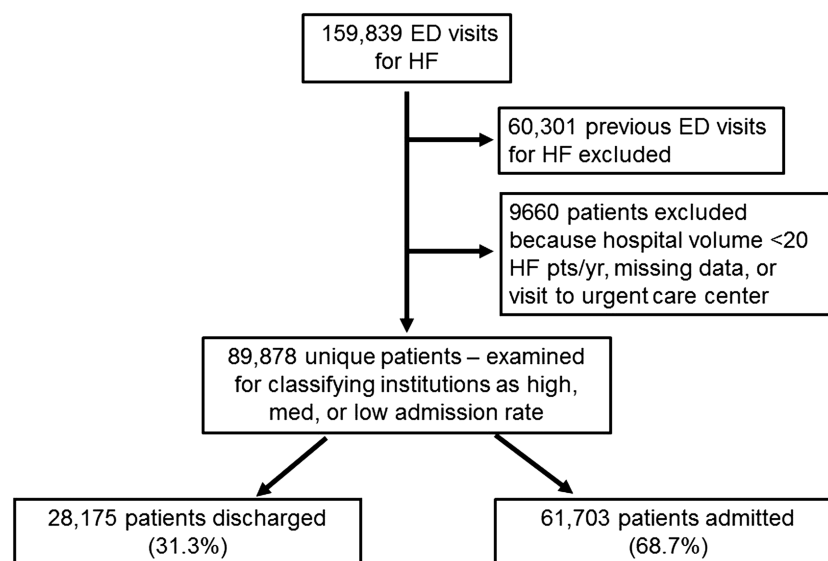 159,839 ED visits
for HF
60,301 previous ED visits
for HF excluded
9660 patients excluded
because hospital volume <20
HF pts/yr, missing data, or
visit to urgent care center
89,878 unique patients – examined
for classifying institutions as high,
med, or low admission rate
28,175 patients discharged
(31.3%)
61,703 patients admitted
(68.7%)